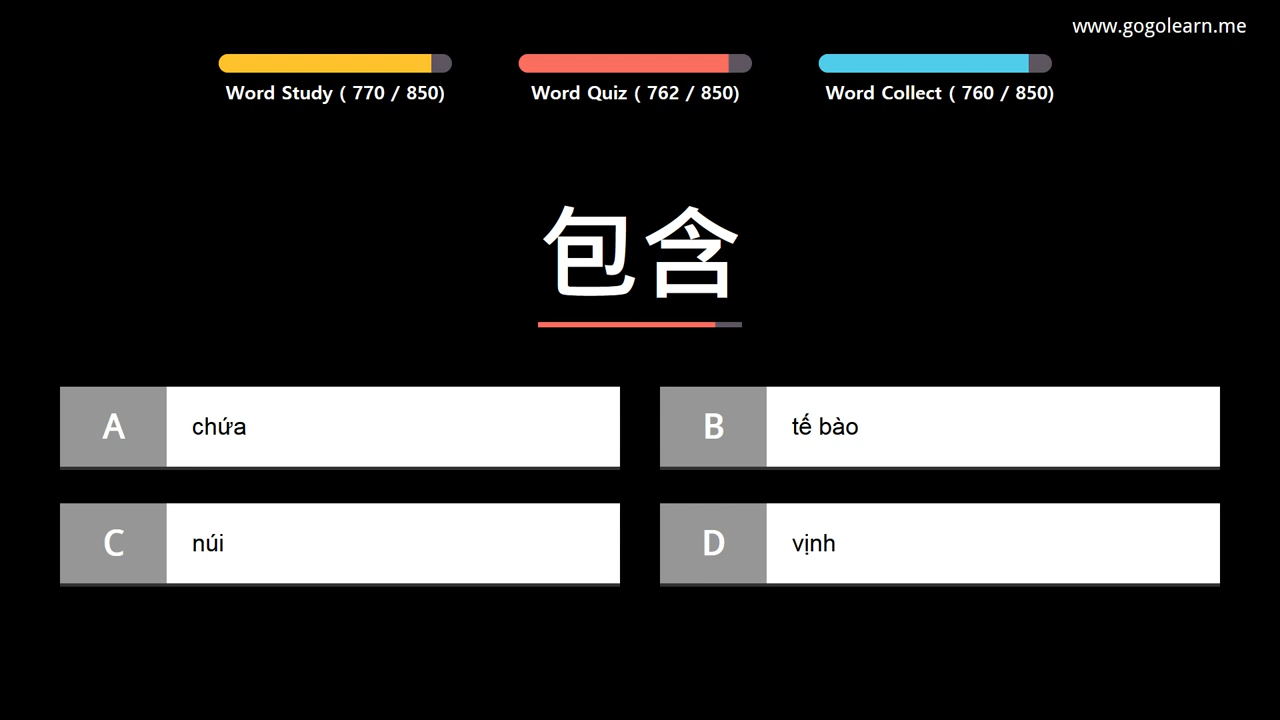 www.gogolearn.me
Word Study ( 770 / 850)
Word Quiz ( 762 / 850)
Word Collect ( 760 / 850)
包含
A chứa
B tế bào
C núi
D vịnh